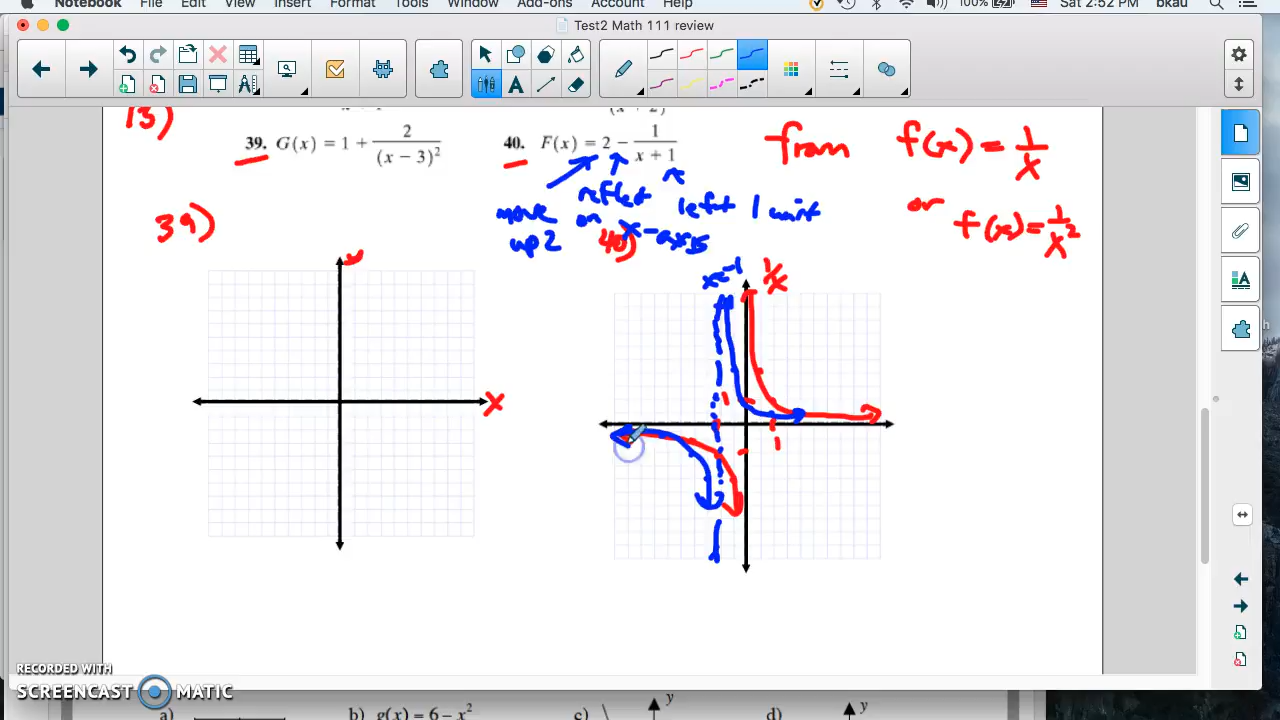 Notebook File Edit View Insert Format Tools Window Add-ons Account Help 100% Sat 2:52 PM bkau
Test2 Math 111 review
13)
39. G(x) = 1 + 2/(x − 3)²
40. F(x) = 2 − 1/(x + 1)
from f(x) = 1/x
or f(x) = 1/x²
move up 2
reflect on x-axis
left 1 unit
39)
40)
y
x
x=-1
1/x
1
1
RECORDED WITH
SCREENCAST MATIC
a)
b) g(x) = 6 − x²
c)
y
d)
y